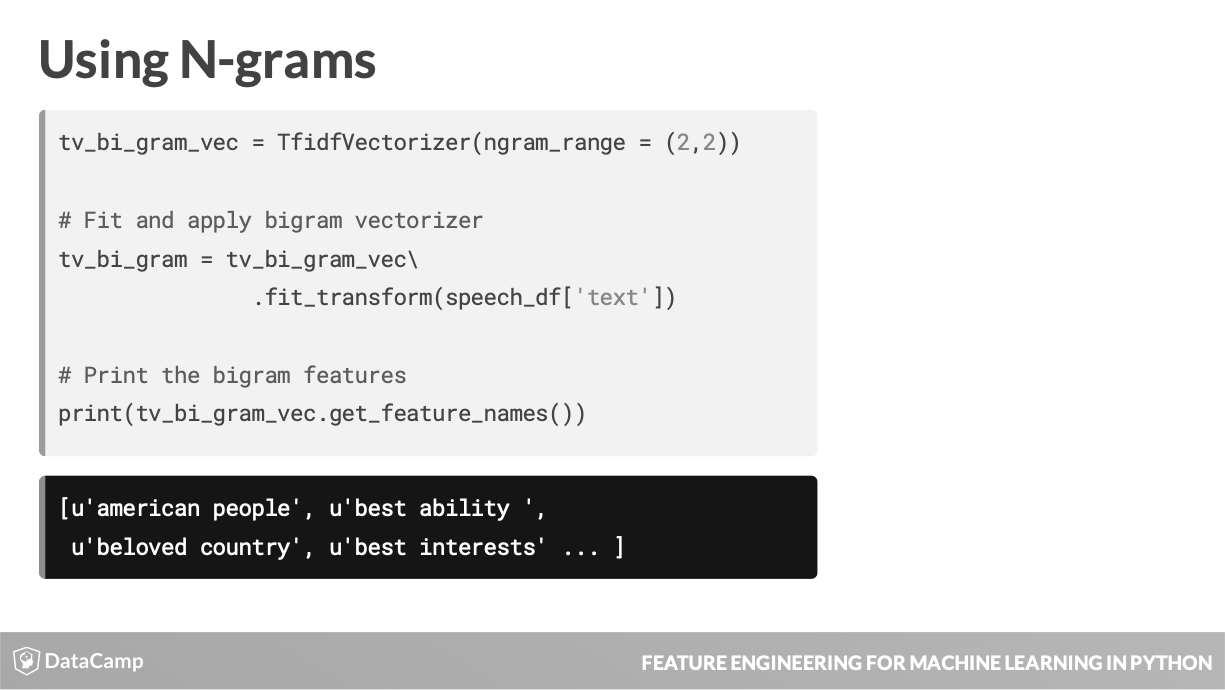 Using N-grams
tv_bi_gram_vec = TfidfVectorizer(ngram_range = (2,2))
# Fit and apply bigram vectorizer
tv_bi_gram = tv_bi_gram_vec\
.fit_transform(speech_df['text'])
# Print the bigram features
print(tv_bi_gram_vec.get_feature_names())
[u'american people', u'best ability ',
u'beloved country', u'best interests' ... ]
DataCamp
FEATURE ENGINEERING FOR MACHINE LEARNING IN PYTHON